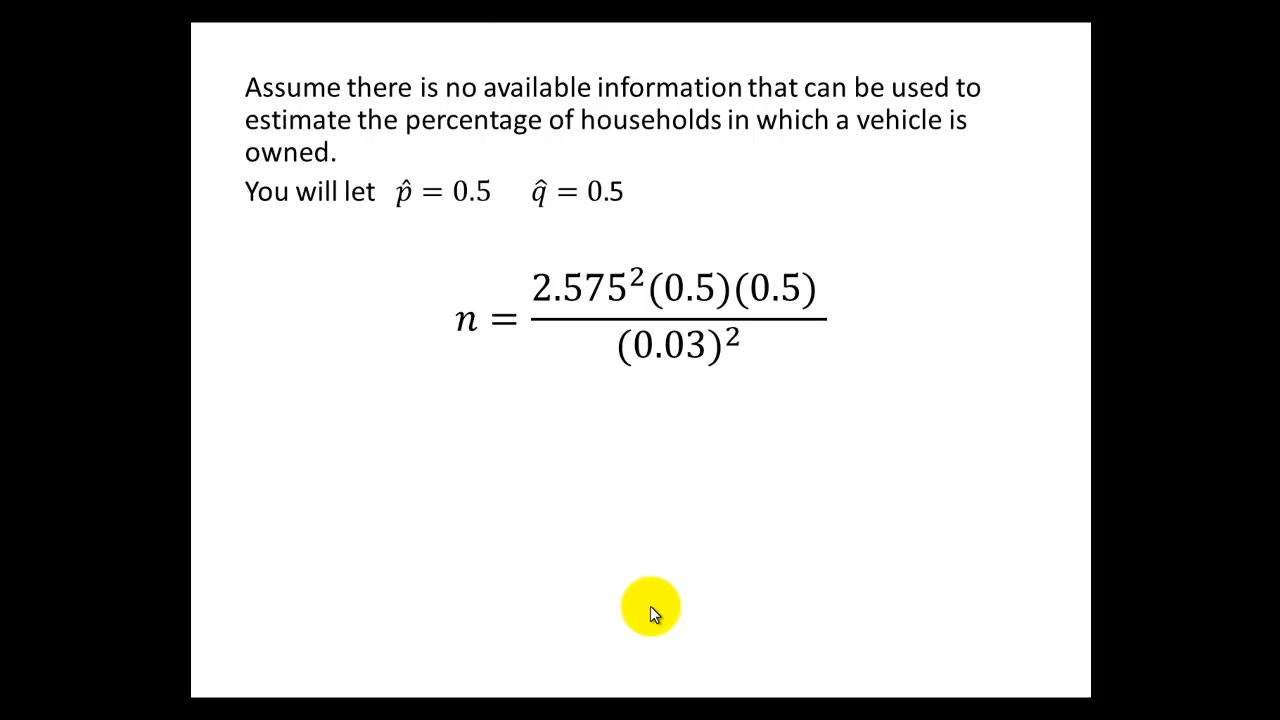 Assume there is no available information that can be used to
estimate the percentage of households in which a vehicle is
owned.
You will let p̂ = 0.5 q̂ = 0.5
n = 2.575²(0.5)(0.5)
(0.03)²